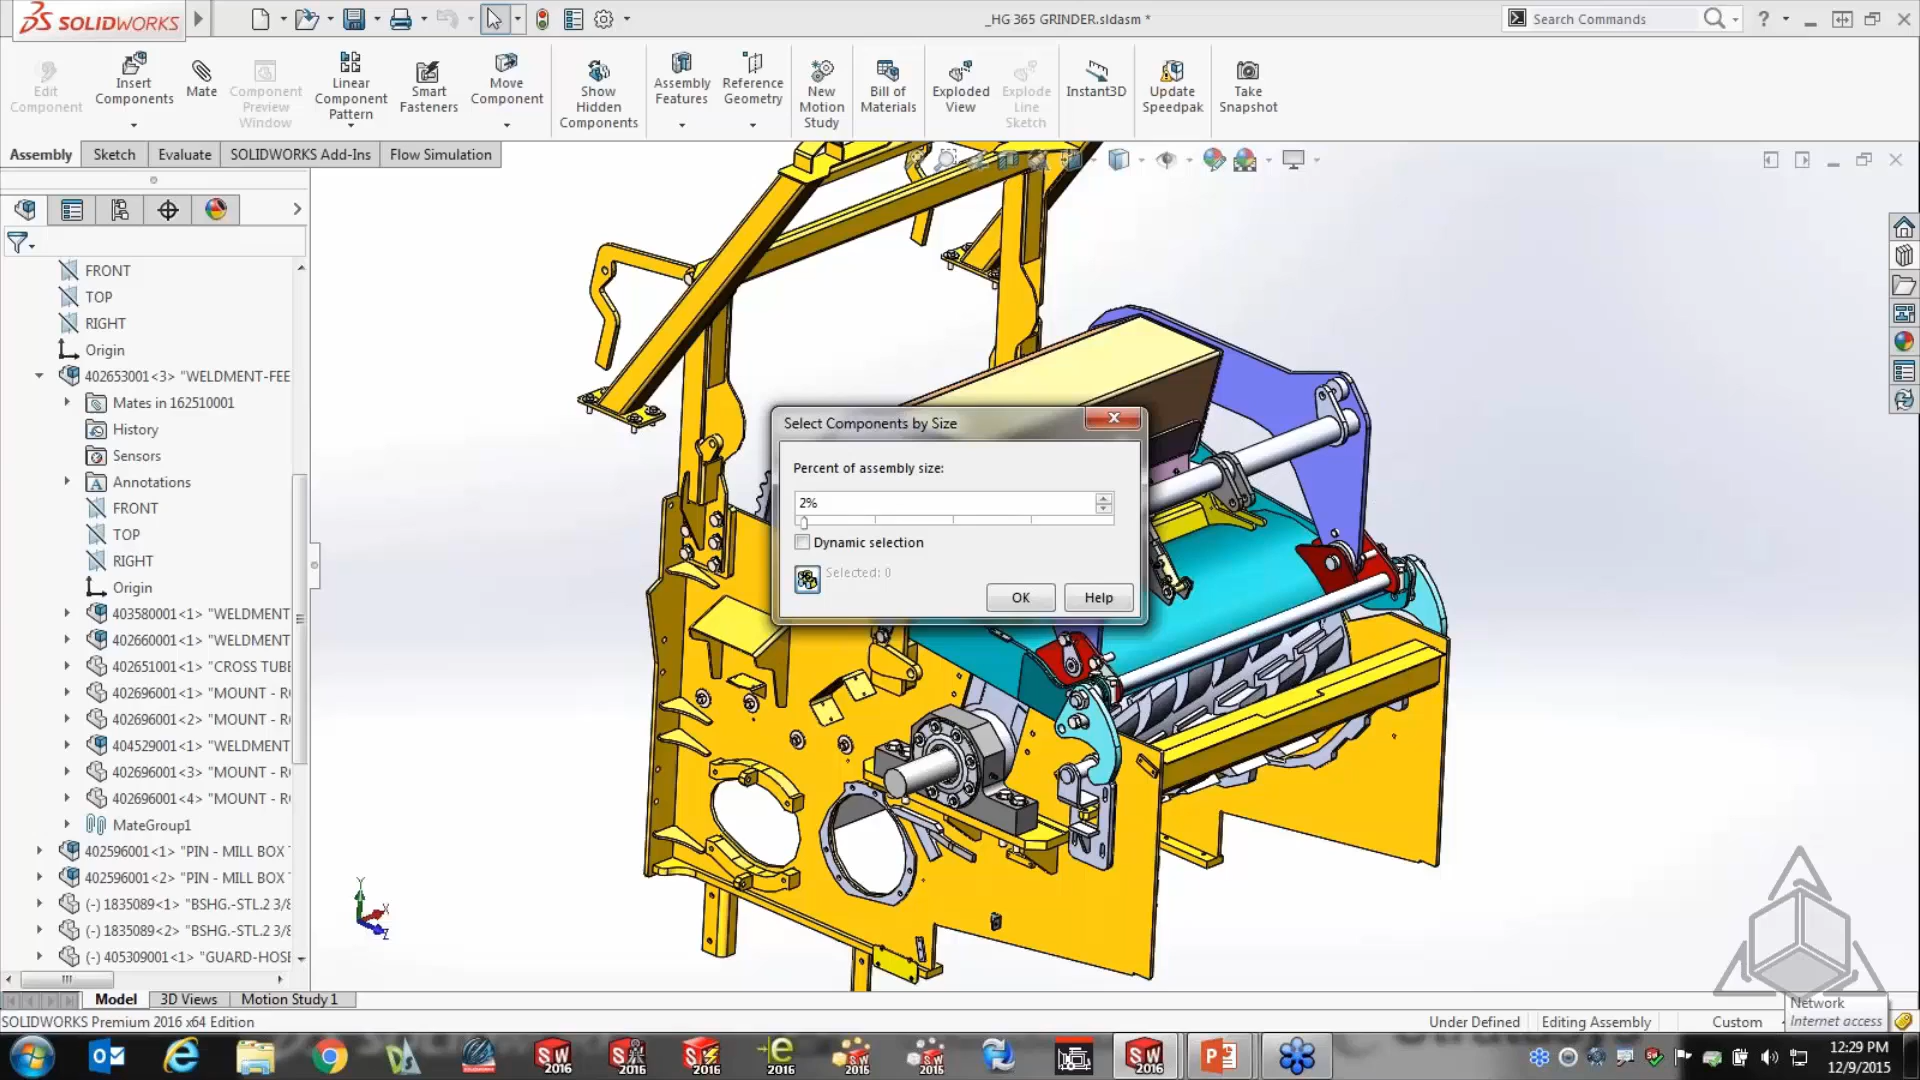 SOLIDWORKS
_HG 365 GRINDER.sldasm *
Search Commands
Edit Component
Insert Components
Mate
Component Preview Window
Linear Component Pattern
Smart Fasteners
Move Component
Show Hidden Components
Assembly Features
Reference Geometry
New Motion Study
Bill of Materials
Exploded View
Explode Line Sketch
Instant3D
Update Speedpak
Take Snapshot
Assembly
Sketch
Evaluate
SOLIDWORKS Add-Ins
Flow Simulation
FRONT
TOP
RIGHT
Origin
402653001<3> "WELDMENT-FEE
Mates in 162510001
History
Sensors
Annotations
FRONT
TOP
RIGHT
Origin
403580001<1> "WELDMENT
402660001<1> "WELDMENT
402651001<1> "CROSS TUBE
402696001<1> "MOUNT - R
402696001<2> "MOUNT - R
404529001<1> "WELDMENT
402696001<3> "MOUNT - R
402696001<4> "MOUNT - R
MateGroup1
402596001<1> "PIN - MILL BOX
402596001<2> "PIN - MILL BOX
(-) 1835089<1> "BSHG.-STL.2 3/8
(-) 1835089<2> "BSHG.-STL.2 3/8
(-) 405309001<1> "GUARD-HOSE
Select Components by Size
Percent of assembly size:
2%
Dynamic selection
Selected: 0
OK
Help
Y
X
Z
Model
3D Views
Motion Study 1
SOLIDWORKS Premium 2016 x64 Edition
Under Defined
Editing Assembly
Custom
Network
Internet access
12:29 PM
12/9/2015